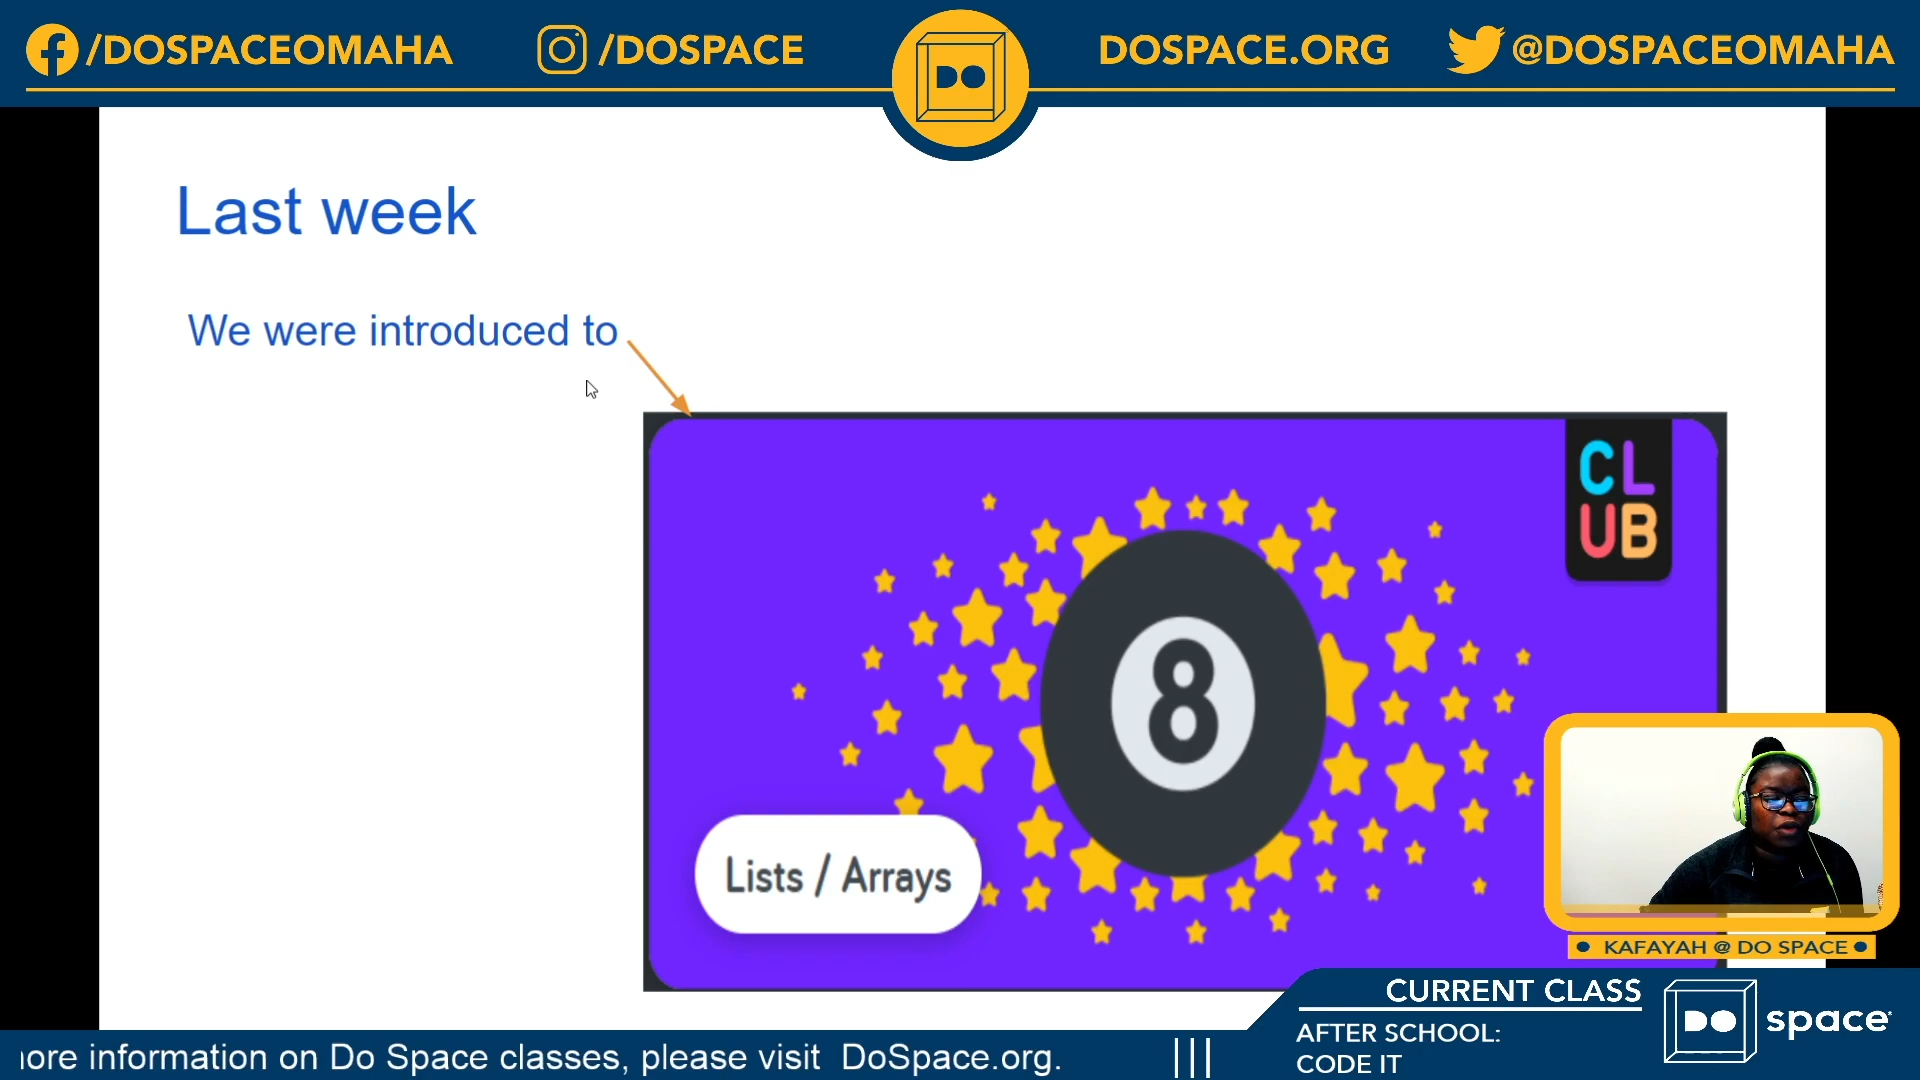 /DOSPACEOMAHA
/DOSPACE
DO
DOSPACE.ORG
@DOSPACEOMAHA
Last week
We were introduced to
CL
UB
8
Lists / Arrays
KAFAYAH @ DO SPACE
CURRENT CLASS
AFTER SCHOOL:
CODE IT
DO space
information on Do Space classes, please visit DoSpace.org.